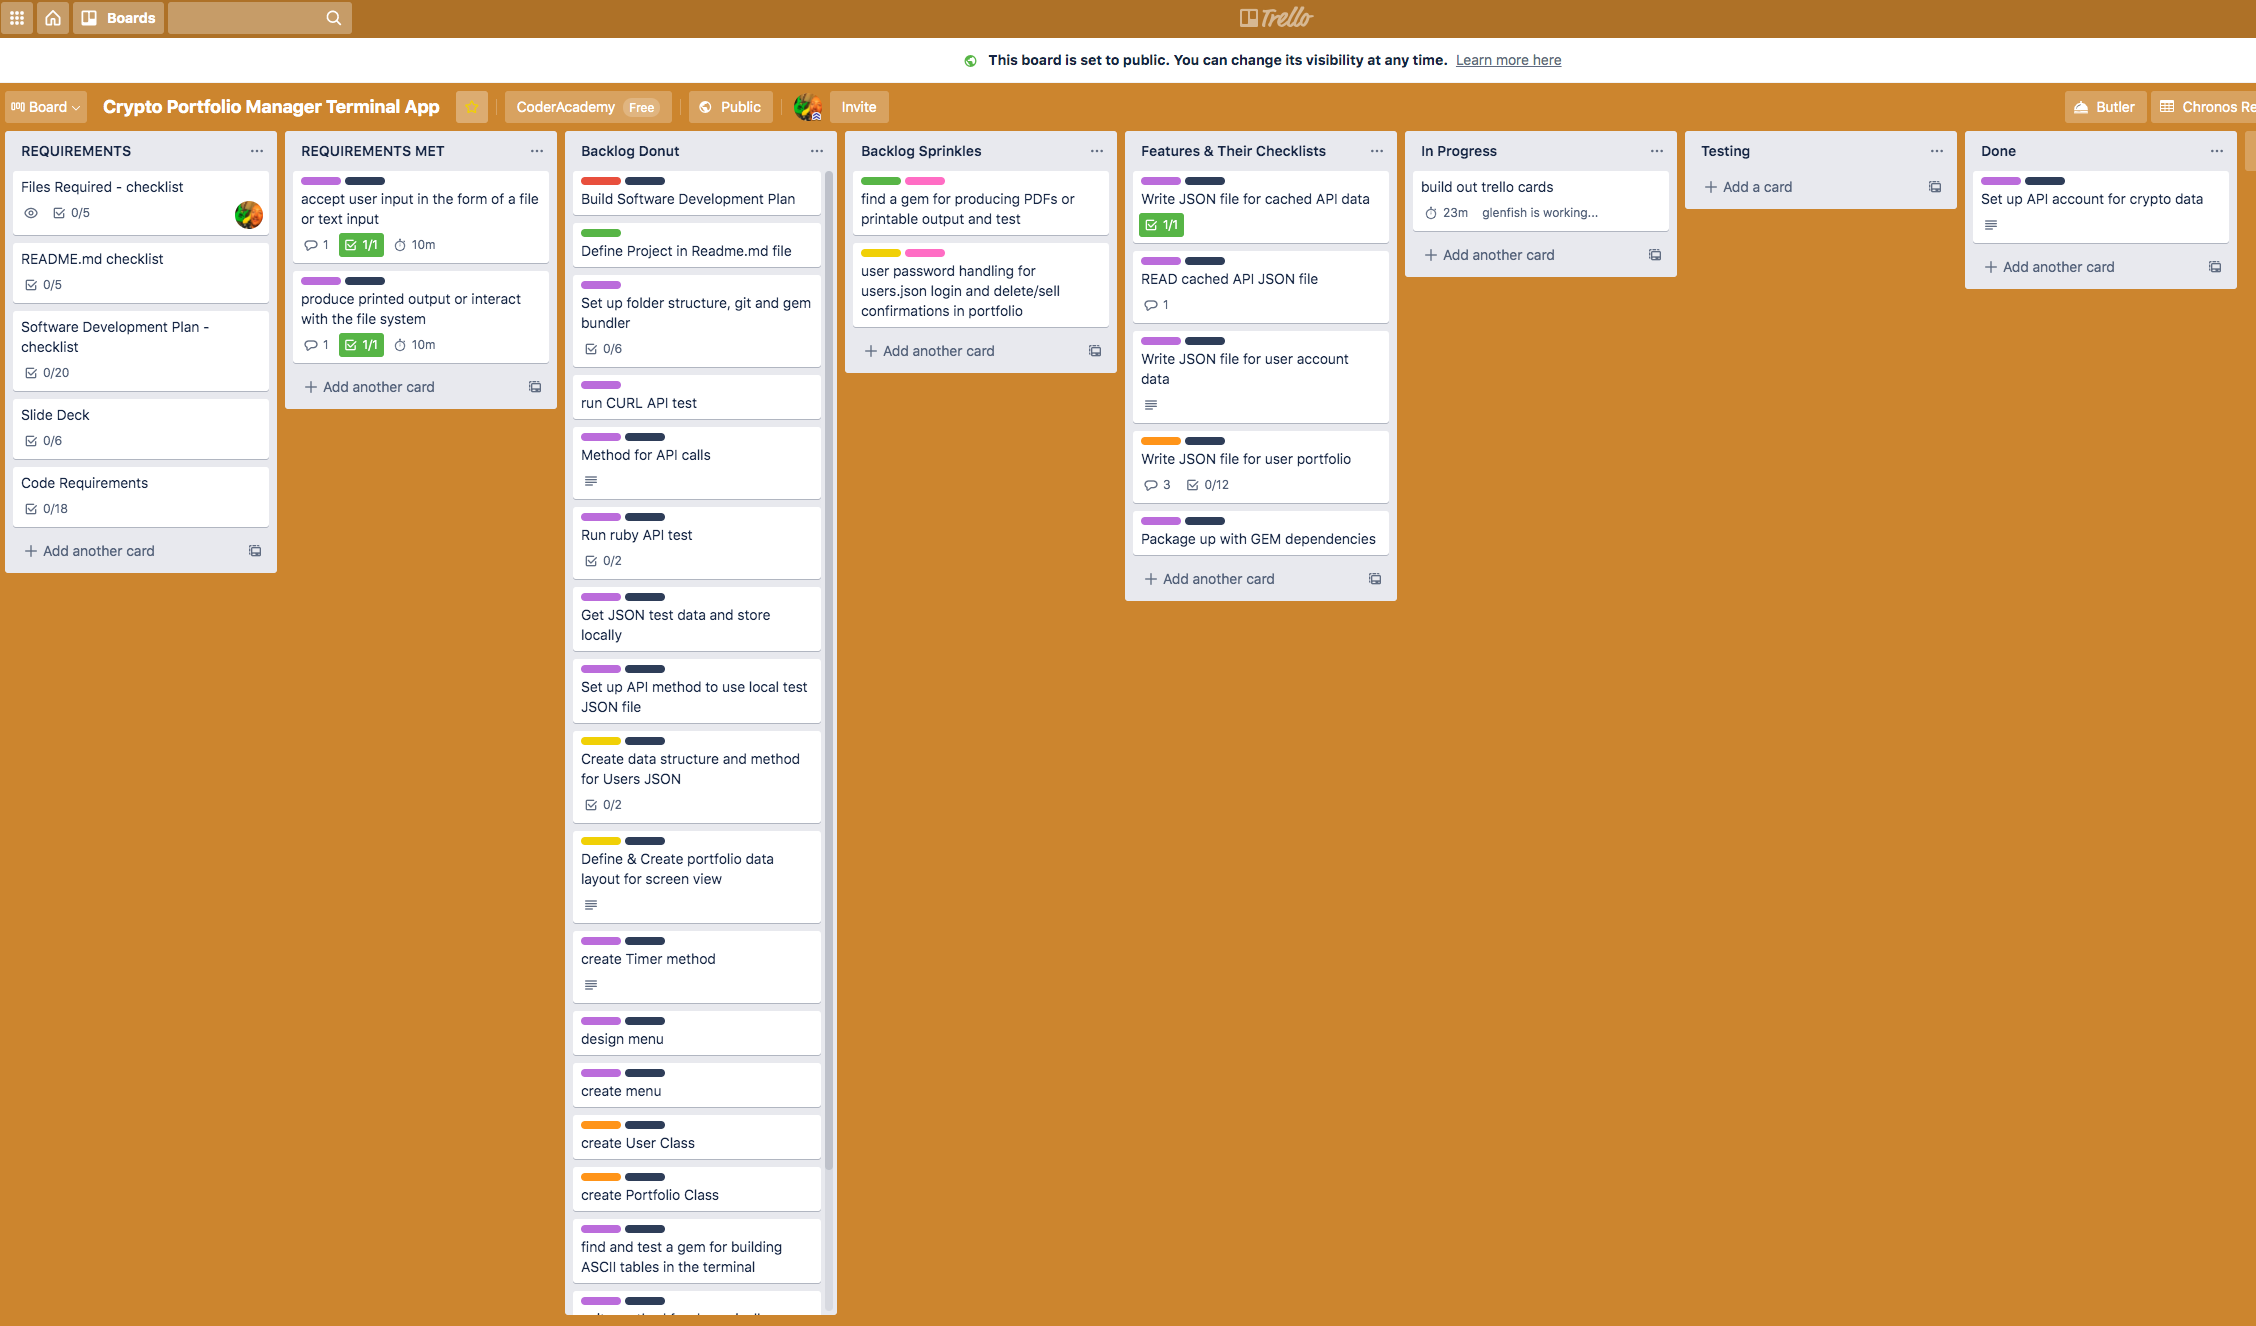 Boards
Trello
This board is set to public. You can change its visibility at any time. Learn more here
Board
Crypto Portfolio Manager Terminal App
CoderAcademy Free
Public
Invite
Butler
Chronos Re
REQUIREMENTS
Files Required - checklist
0/5
README.md checklist
0/5
Software Development Plan -
checklist
0/20
Slide Deck
0/6
Code Requirements
0/18
+ Add another card
REQUIREMENTS MET
accept user input in the form of a file
or text input
1 1/1 10m
produce printed output or interact
with the file system
1 1/1 10m
+ Add another card
Backlog Donut
Build Software Development Plan
Define Project in Readme.md file
Set up folder structure, git and gem
bundler
0/6
run CURL API test
Method for API calls
Run ruby API test
0/2
Get JSON test data and store
locally
Set up API method to use local test
JSON file
Create data structure and method
for Users JSON
0/2
Define & Create portfolio data
layout for screen view
create Timer method
design menu
create menu
create User Class
create Portfolio Class
find and test a gem for building
ASCII tables in the terminal
Backlog Sprinkles
find a gem for producing PDFs or
printable output and test
user password handling for
users.json login and delete/sell
confirmations in portfolio
+ Add another card
Features & Their Checklists
Write JSON file for cached API data
1/1
READ cached API JSON file
1
Write JSON file for user account
data
Write JSON file for user portfolio
3 0/12
Package up with GEM dependencies
+ Add another card
In Progress
build out trello cards
23m glenfish is working...
+ Add another card
Testing
+ Add a card
Done
Set up API account for crypto data
+ Add another card